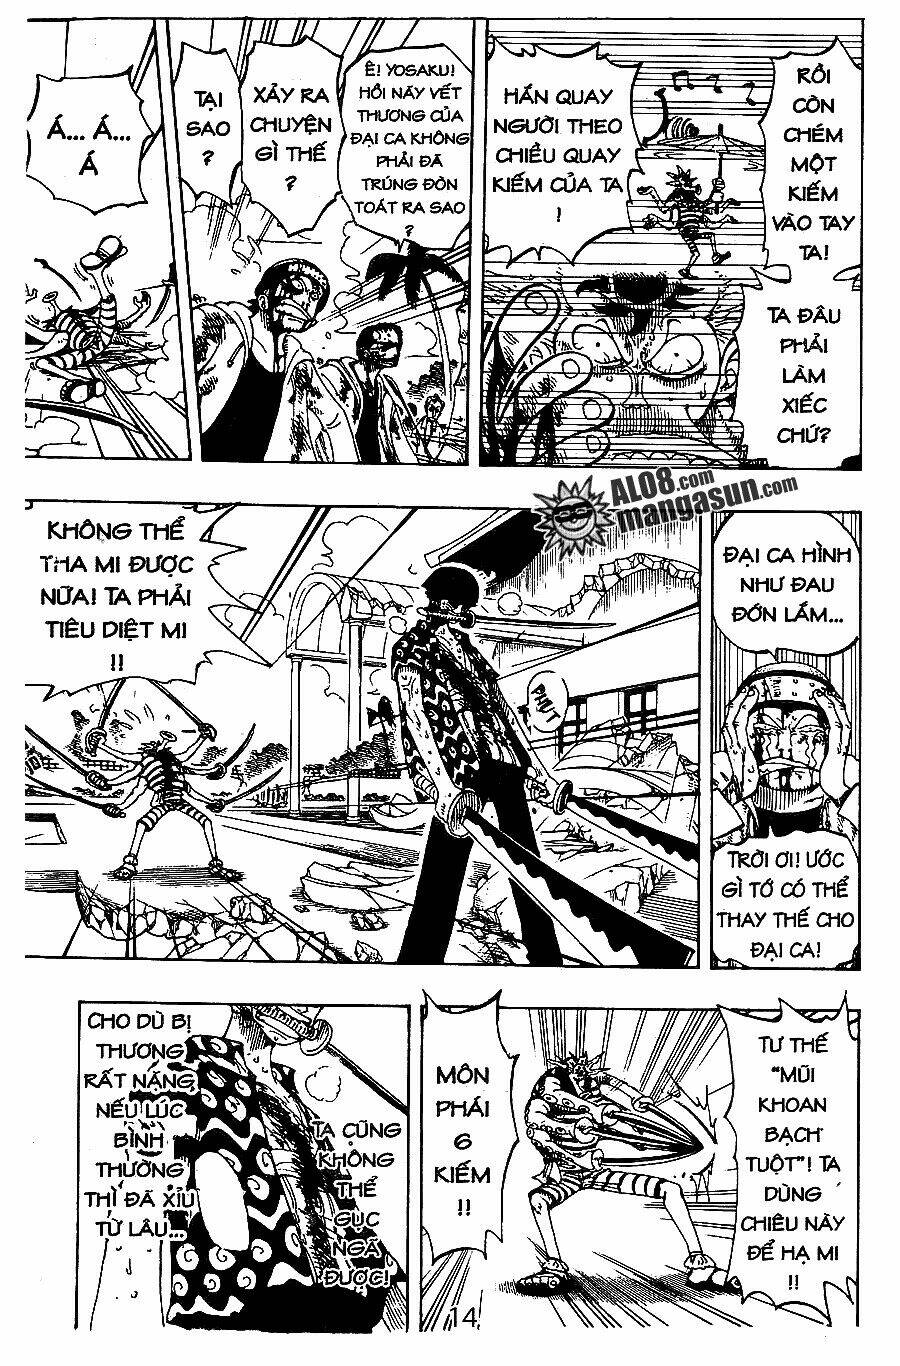 RỒI
CÒN
CHÉM
MỘT
KIẾM
VÀO TAY
TA!
HẮN QUAY
NGƯỜI THEO
CHIỀU QUAY
KIẾM CỦA TA
!
TA ĐÂU
PHẢI
LÀM
XIẾC
CHỨ?
Ê! YOSAKU!
HỒI NÃY VẾT
THƯƠNG CỦA
ĐẠI CA KHÔNG
PHẢI ĐÃ
TRÚNG ĐÒN
TOÁT RA SAO
?
XẢY RA
CHUYỆN
GÌ THẾ
?
TẠI
SAO
?
Á... Á...
Á
ALO8.com
mangasun.com
ĐẠI CA HÌNH
NHƯ ĐAU
ĐỚN LẮM...
TRỜI ƠI! ƯỚC
GÌ TỚ CÓ THỂ
THAY THẾ CHO
ĐẠI CA!
PHỤT
KHÔNG THỂ
THA MI ĐƯỢC
NỮA! TA PHẢI
TIÊU DIỆT MI
!!
TƯ THẾ
"MŨI
KHOAN
BẠCH
TUỘT"! TA
DÙNG
CHIÊU NÀY
ĐỂ HẠ MI
!!
MÔN
PHÁI
6
KIẾM
!!
CHO DÙ BỊ
THƯƠNG
RẤT NẶNG,
NẾU LÚC
BÌNH
THƯỜNG
THÌ ĐÃ XỈU
TỪ LÂU...
TA CŨNG
KHÔNG
THỂ
GỤC
NGÃ
ĐƯỢC!
14